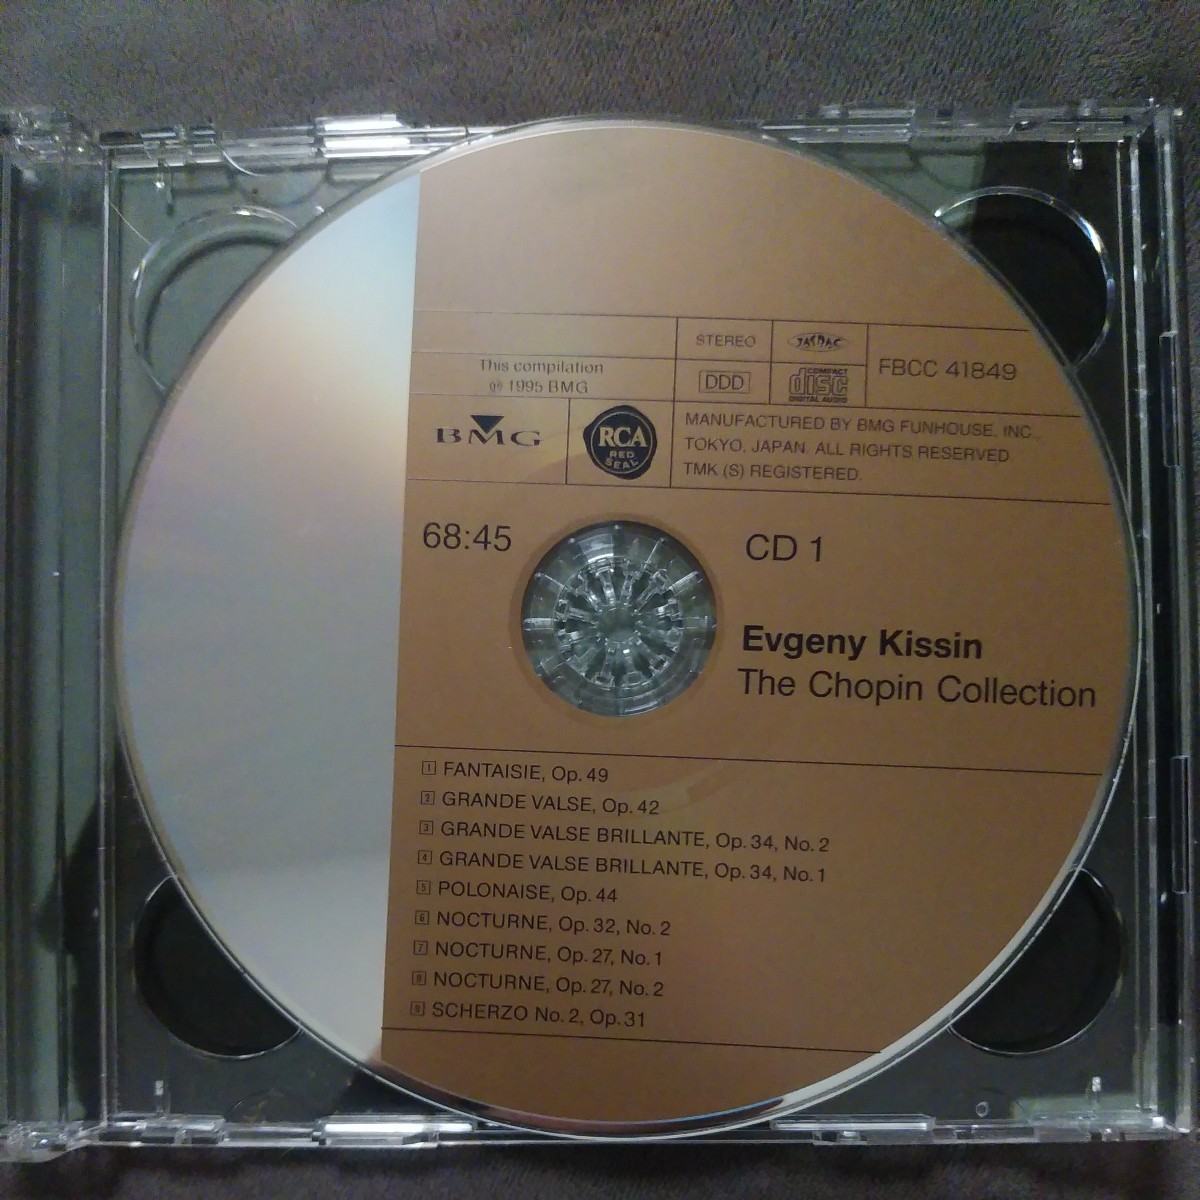 STEREO
JASRAC
This compilation
℗© 1995 BMG
DDD
COMPACT
disc
DIGITAL AUDIO
FBCC 41849
BMG
RCA
RED
SEAL
MANUFACTURED BY BMG FUNHOUSE, INC.,
TOKYO, JAPAN. ALL RIGHTS RESERVED.
TMK (S) REGISTERED.
68:45
CD 1
Evgeny Kissin
The Chopin Collection
1 FANTAISIE, Op. 49
2 GRANDE VALSE, Op. 42
3 GRANDE VALSE BRILLANTE, Op. 34, No. 2
4 GRANDE VALSE BRILLANTE, Op. 34, No. 1
5 POLONAISE, Op. 44
6 NOCTURNE, Op. 32, No. 2
7 NOCTURNE, Op. 27, No. 1
8 NOCTURNE, Op. 27, No. 2
9 SCHERZO No. 2, Op. 31